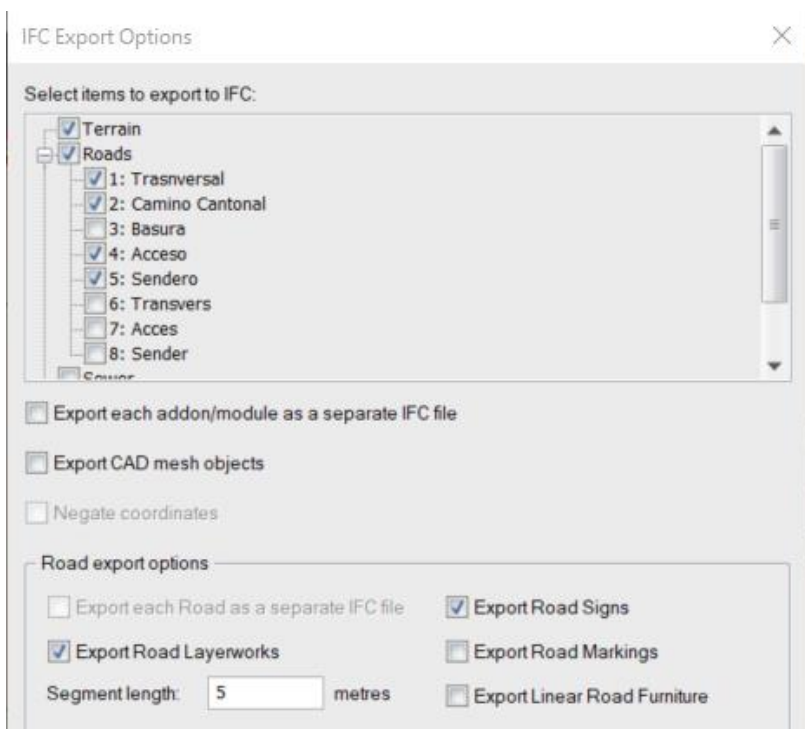 IFC Export Options
Select items to export to IFC:
Terrain
Roads
1: Trasnversal
2: Camino Cantonal
3: Basura
4: Acceso
5: Sendero
6: Transvers
7: Acces
8: Sender
Sewer
Export each addon/module as a separate IFC file
Export CAD mesh objects
Negate coordinates
Road export options
Export each Road as a separate IFC file
Export Road Signs
Export Road Layerworks
Export Road Markings
Segment length: 5 metres
Export Linear Road Furniture